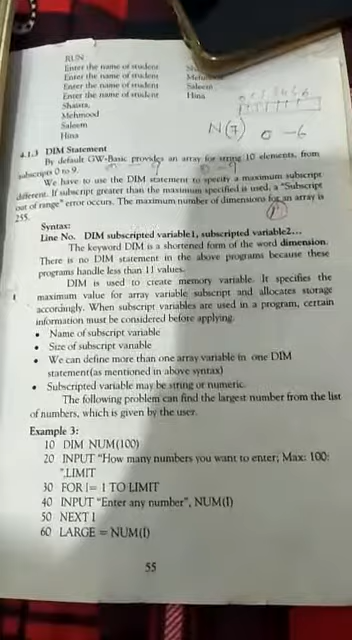 RUN
Enter the name of student
Enter the name of student Mehmood
Enter the name of student Saleem
Enter the name of student Hina
Shaista,
Mehmood
Saleem
Hina
N(7) 0 - 6
4.1.3 DIM Statement
By default GW-Basic provides an array for string 10 elements, from
subscripts 0 to 9.
0 - 9
We have to use the DIM statement to specify a maximum subscript
different. If subscript greater than the maximum specified is used, a "Subscript
out of range" error occurs. The maximum number of dimensions for an array is
255.
Syntax:
Line No. DIM subscripted variable1, subscripted variable2...
The keyword DIM is a shortened form of the word dimension.
There is no DIM statement in the above programs because these
programs handle less than 11 values.
DIM is used to create memory variable. It specifies the
maximum value for array variable subscript and allocates storage
accordingly. When subscript variables are used in a program, certain
information must be considered before applying.
• Name of subscript variable
• Size of subscript variable
• We can define more than one array variable in one DIM
statement(as mentioned in above syntax)
• Subscripted variable may be string or numeric.
The following problem can find the largest number from the list
of numbers, which is given by the user.
Example 3:
10 DIM NUM(100)
20 INPUT "How many numbers you want to enter; Max: 100:
",LIMIT
30 FOR I= 1 TO LIMIT
40 INPUT "Enter any number", NUM(I)
50 NEXT I
60 LARGE = NUM(I)
55